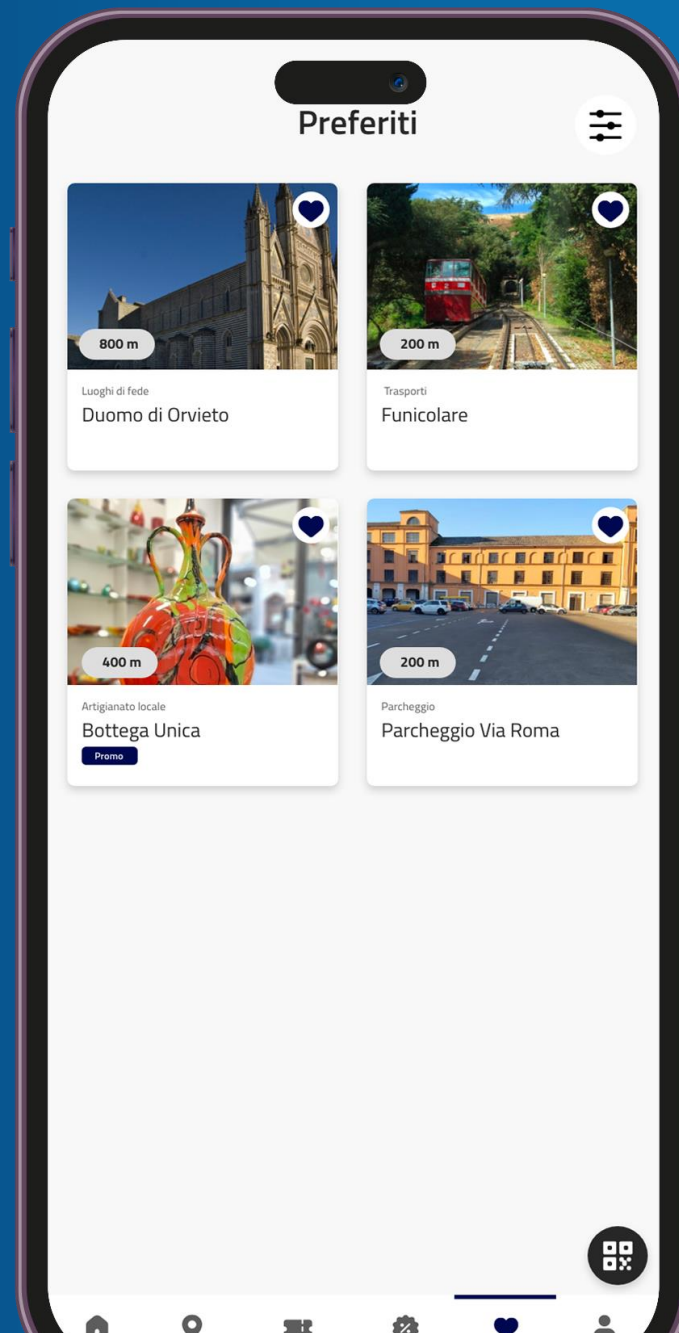 Preferiti
800 m
Luoghi di fede
Duomo di Orvieto
200 m
Trasporti
Funicolare
400 m
Artigianato locale
Bottega Unica
Promo
200 m
Parcheggio
Parcheggio Via Roma